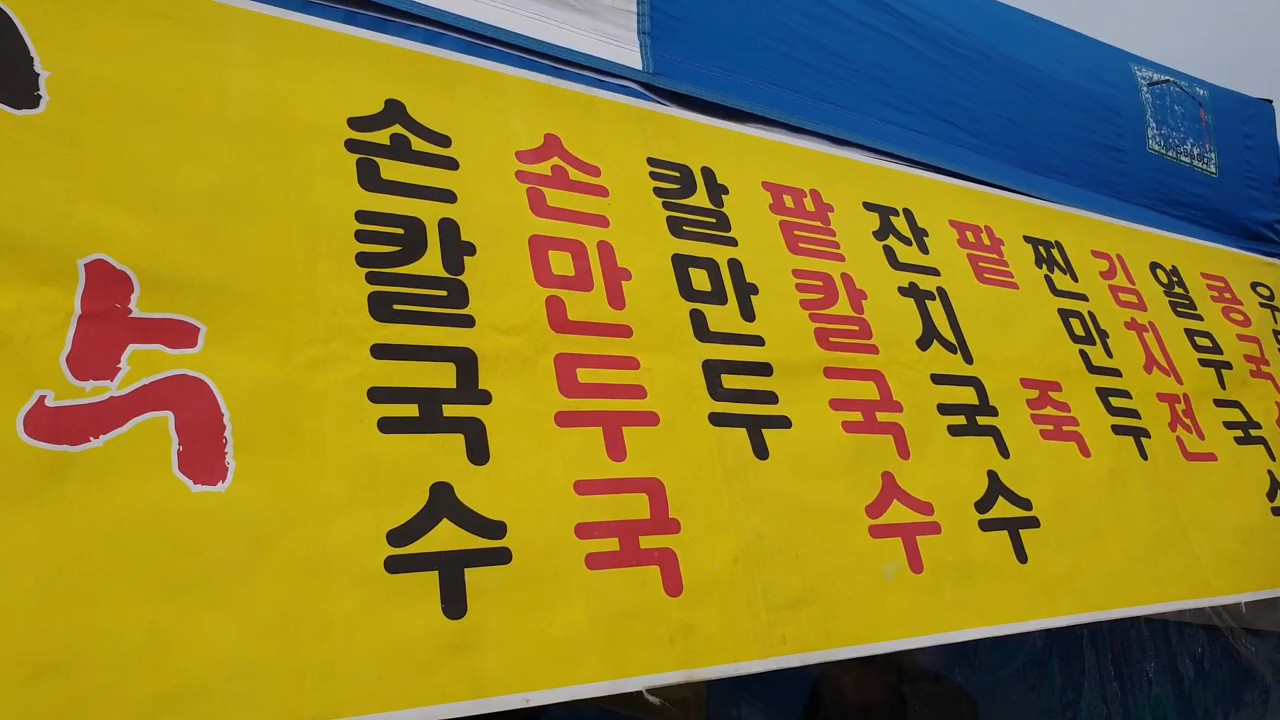 손칼국수
손만두국
칼만두
팥칼국수
잔치국수
팥죽
찐만두
김치전
열무국수
콩국